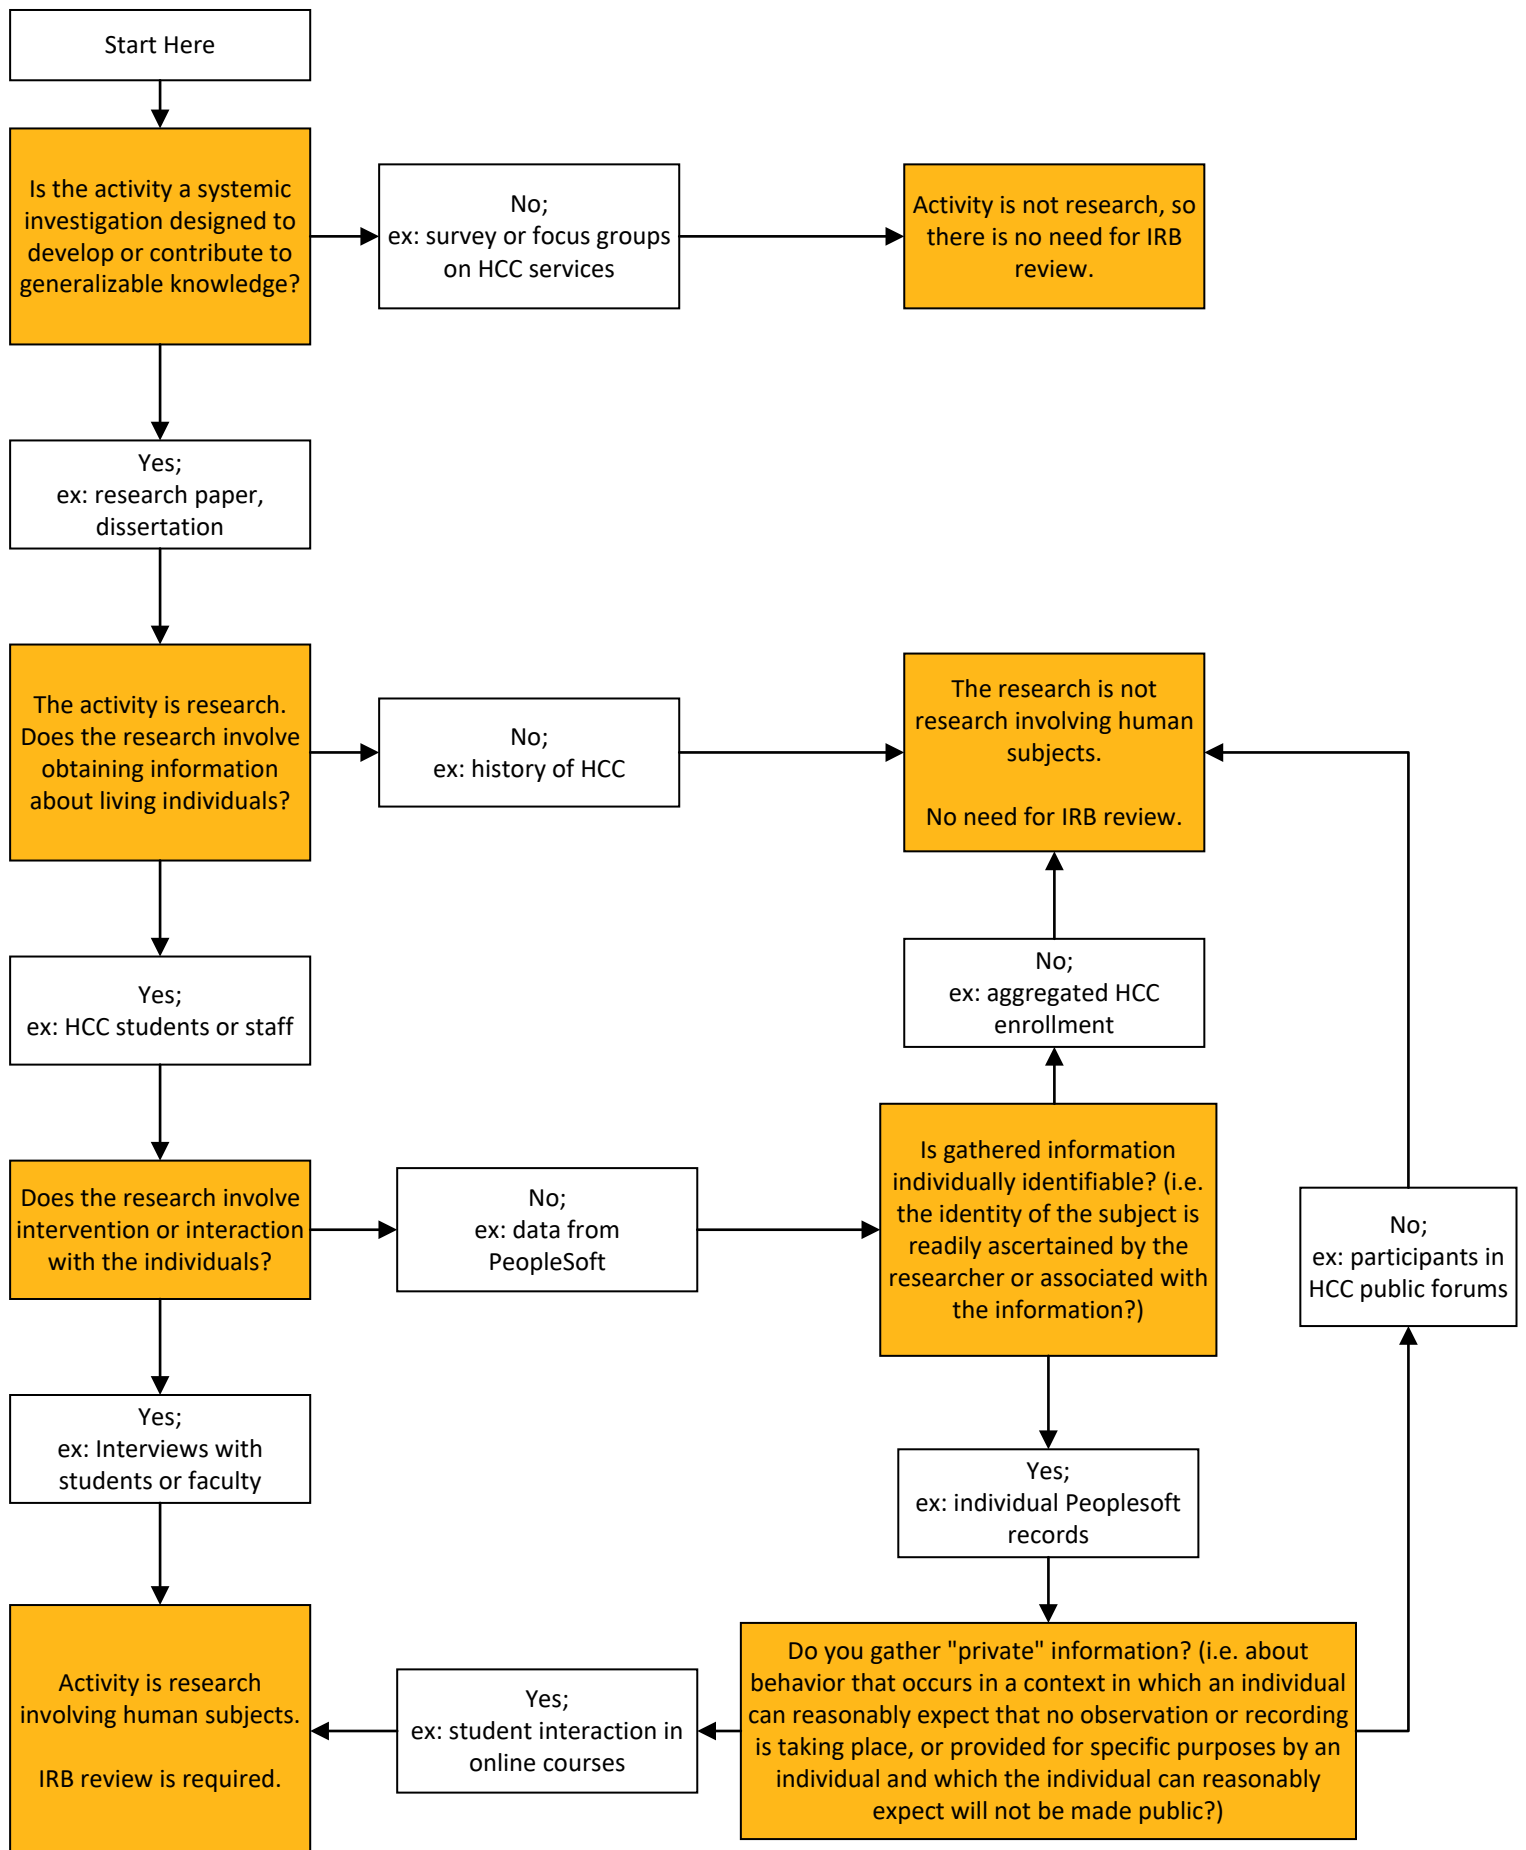 Start Here
Is the activity a systemic
investigation designed to
develop or contribute to
generalizable knowledge?
No;
ex: survey or focus groups
on HCC services
Activity is not research, so
there is no need for IRB
review.
Yes;
ex: research paper,
dissertation
The activity is research.
Does the research involve
obtaining information
about living individuals?
No;
ex: history of HCC
The research is not
research involving human
subjects.
No need for IRB review.
Yes;
ex: HCC students or staff
No;
ex: aggregated HCC
enrollment
Does the research involve
intervention or interaction
with the individuals?
No;
ex: data from
PeopleSoft
Is gathered information
individually identifiable? (i.e.
the identity of the subject is
readily ascertained by the
researcher or associated with
the information?)
No;
ex: participants in
HCC public forums
Yes;
ex: Interviews with
students or faculty
Yes;
ex: individual Peoplesoft
records
Activity is research
involving human subjects.
IRB review is required.
Yes;
ex: student interaction in
online courses
Do you gather "private" information? (i.e. about
behavior that occurs in a context in which an individual
can reasonably expect that no observation or recording
is taking place, or provided for specific purposes by an
individual and which the individual can reasonably
expect will not be made public?)